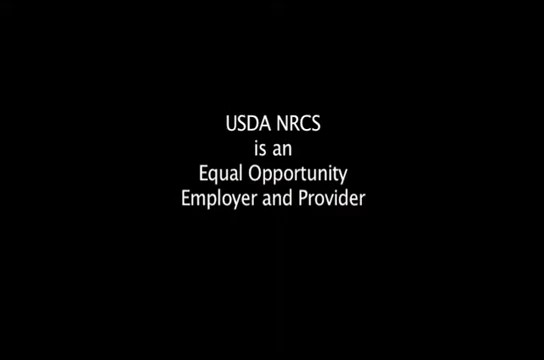 USDA NRCS
is an
Equal Opportunity
Employer and Provider